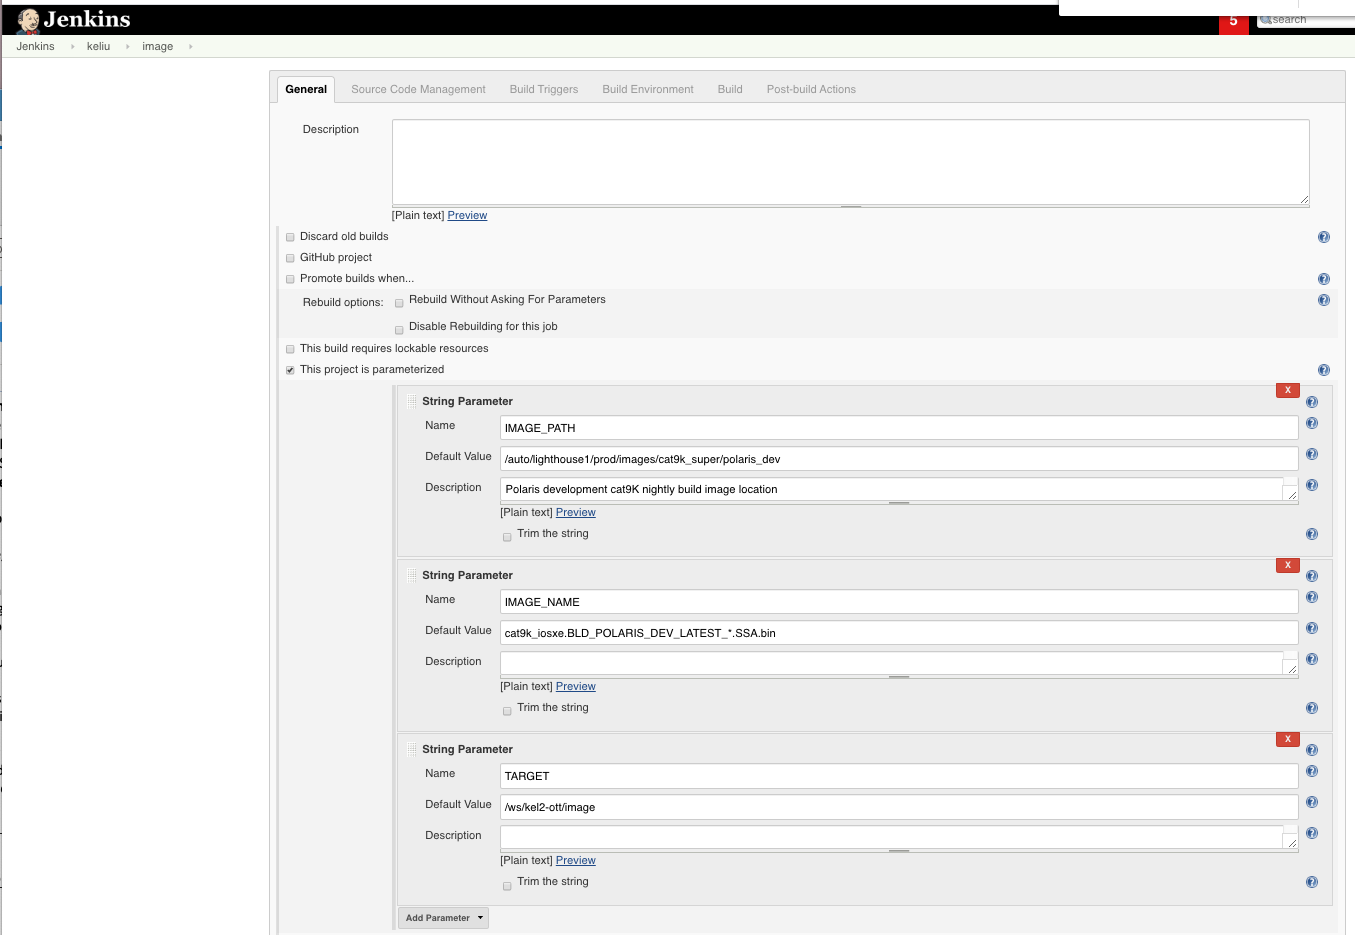 Jenkins
5
search
Jenkins keliu image
General Source Code Management Build Triggers Build Environment Build Post-build Actions
Description
[Plain text] Preview
Discard old builds
GitHub project
Promote builds when...
Rebuild options: Rebuild Without Asking For Parameters
Disable Rebuilding for this job
This build requires lockable resources
This project is parameterized
X
String Parameter
Name IMAGE_PATH
Default Value /auto/lighthouse1/prod/images/cat9k_super/polaris_dev
Description Polaris development cat9K nightly build image location
[Plain text] Preview
Trim the string
X
String Parameter
Name IMAGE_NAME
Default Value cat9k_iosxe.BLD_POLARIS_DEV_LATEST_*.SSA.bin
Description
[Plain text] Preview
Trim the string
X
String Parameter
Name TARGET
Default Value /ws/kel2-ott/image
Description
[Plain text] Preview
Trim the string
Add Parameter